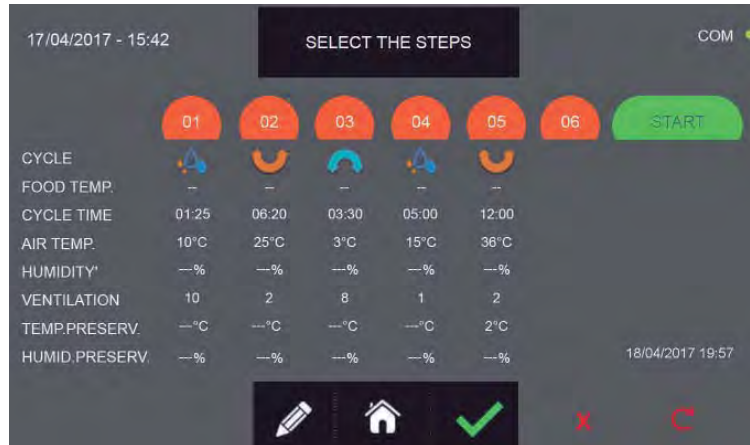 17/04/2017 - 15:42 SELECT THE STEPS COM
01 02 03 04 05 06 START
CYCLE
FOOD TEMP. -- -- -- -- --
CYCLE TIME 01:25 06:20 03:30 05:00 12:00
AIR TEMP. 10°C 25°C 3°C 15°C 36°C
HUMIDITY' ---% ---% ---% ---% ---%
VENTILATION 10 2 8 1 2
TEMP.PRESERV. ---°C ---°C ---°C ---°C 2°C
HUMID.PRESERV. ---% ---% ---% ---% ---% 18/04/2017 19:57
X